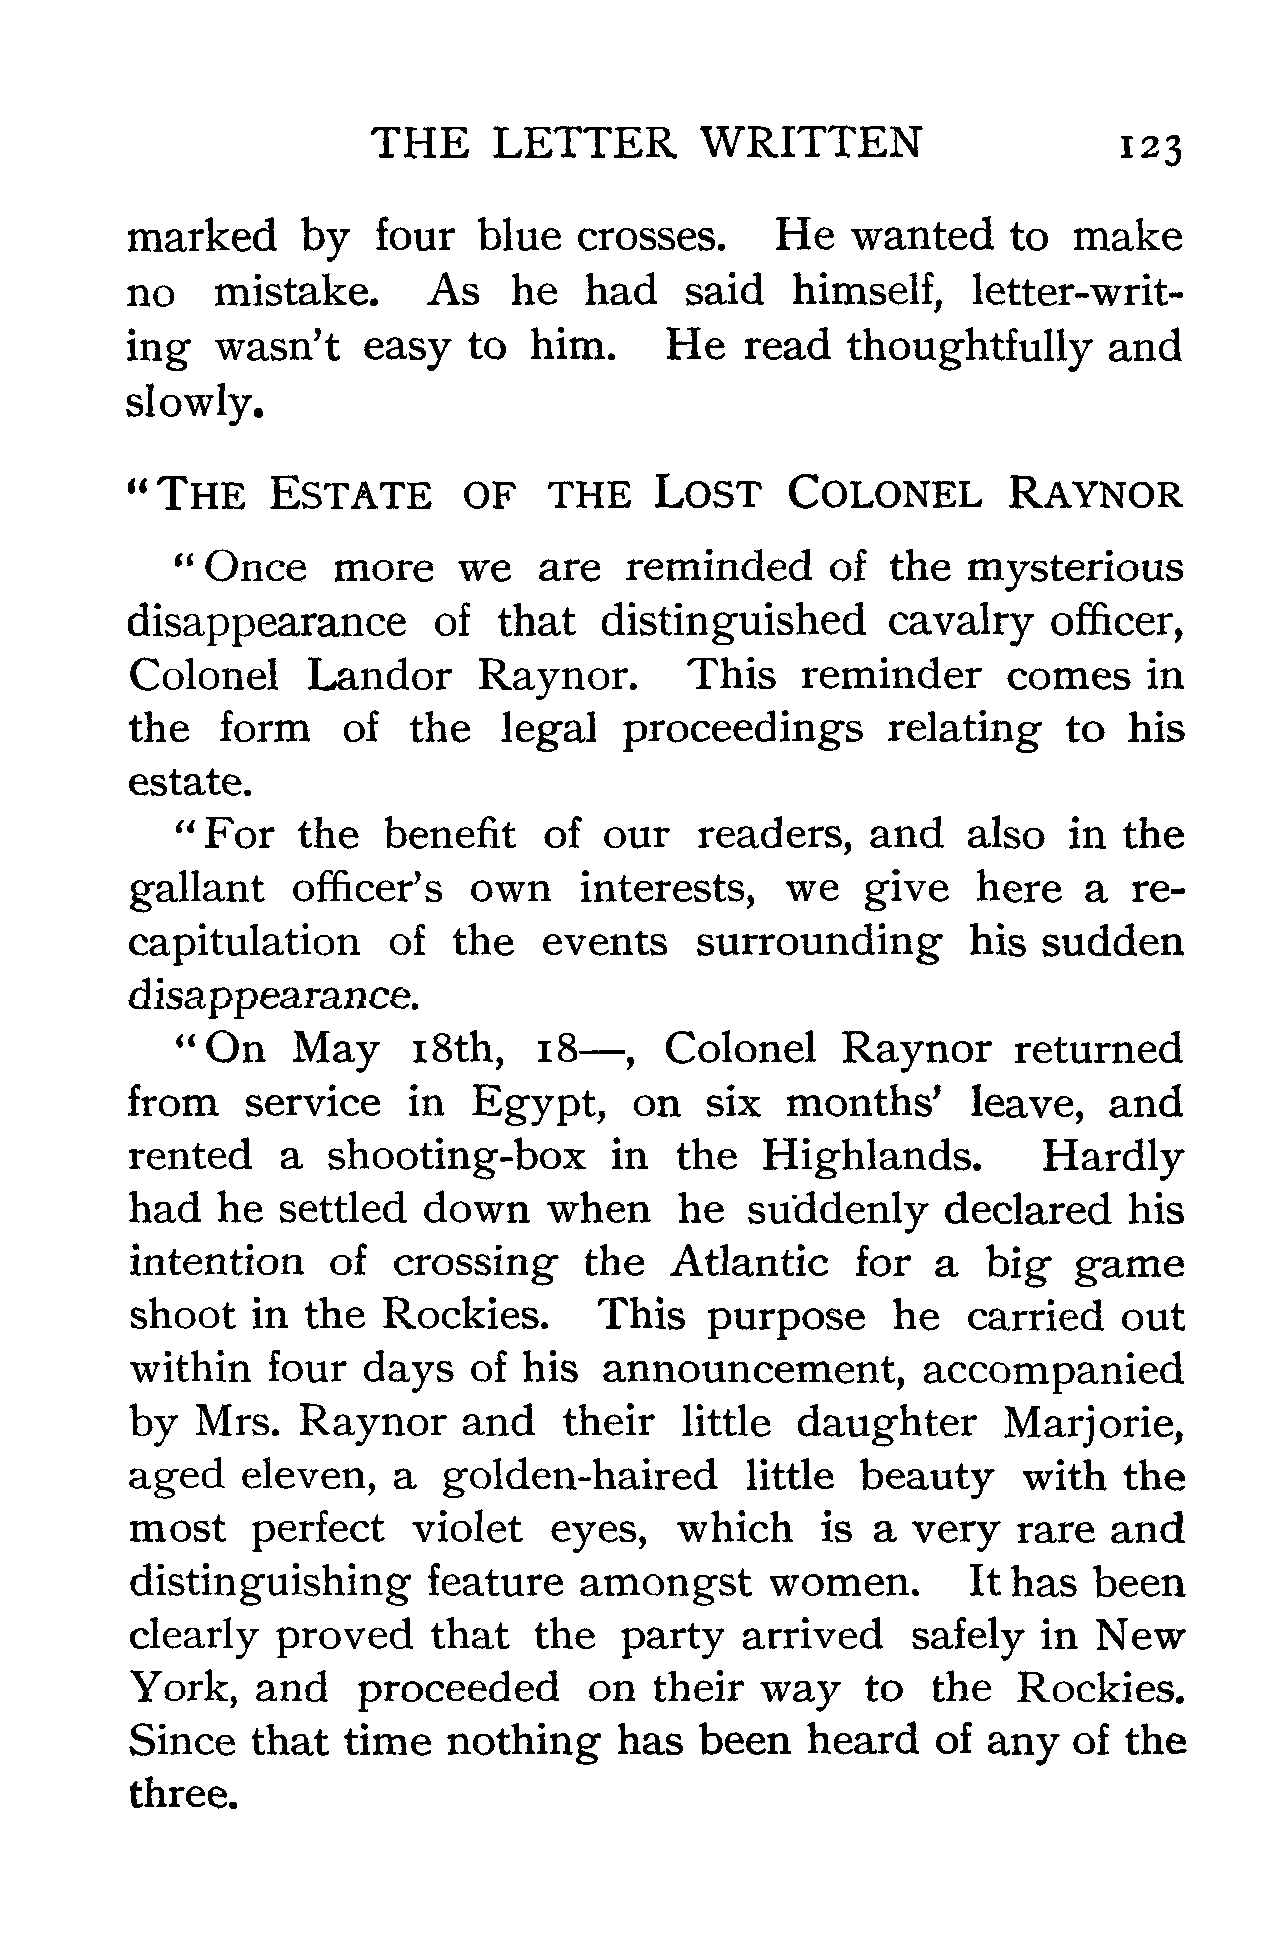 THE LETTER WRITTEN 123
marked by four blue crosses. He wanted to make
no mistake. As he had said himself, letter-writ-
ing wasn't easy to him. He read thoughtfully and
slowly.
"THE ESTATE OF THE LOST COLONEL RAYNOR
"Once more we are reminded of the mysterious
disappearance of that distinguished cavalry officer,
Colonel Landor Raynor. This reminder comes in
the form of the legal proceedings relating to his
estate.
"For the benefit of our readers, and also in the
gallant officer's own interests, we give here a re-
capitulation of the events surrounding his sudden
disappearance.
"On May 18th, 18—, Colonel Raynor returned
from service in Egypt, on six months' leave, and
rented a shooting-box in the Highlands. Hardly
had he settled down when he suddenly declared his
intention of crossing the Atlantic for a big game
shoot in the Rockies. This purpose he carried out
within four days of his announcement, accompanied
by Mrs. Raynor and their little daughter Marjorie,
aged eleven, a golden-haired little beauty with the
most perfect violet eyes, which is a very rare and
distinguishing feature amongst women. It has been
clearly proved that the party arrived safely in New
York, and proceeded on their way to the Rockies.
Since that time nothing has been heard of any of the
three.